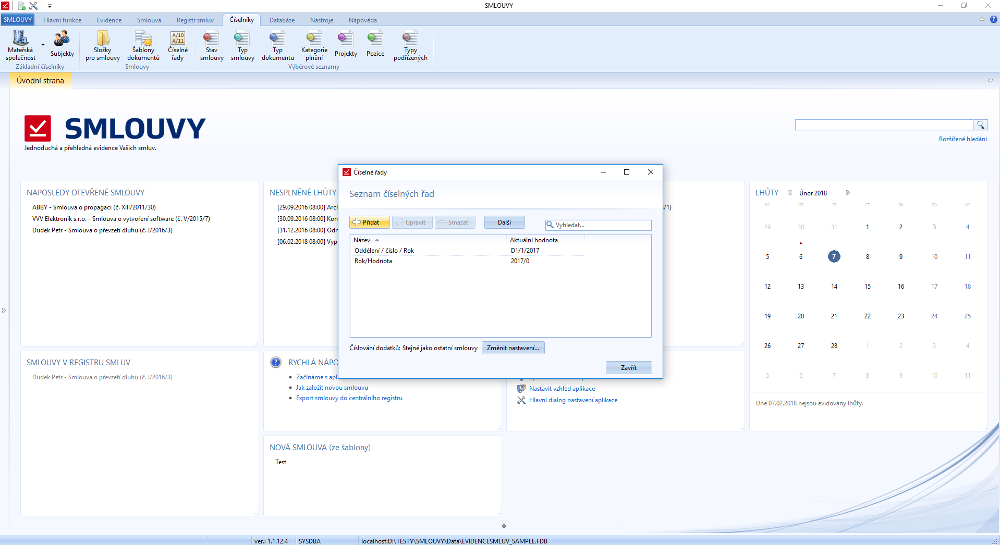 SMLOUVY
SMLOUVY Hlavní funkce Evidence Smlouva Registr smluv Číselníky Databáze Nástroje Nápověda
Mateřská společnost
Subjekty
Základní číselníky
Složky pro smlouvy
Šablony dokumentů
A/10
A/11
Číselné řady
Smlouvy
Stav smlouvy
Typ smlouvy
Typ dokumentu
Kategorie plnění
Projekty
Pozice
Typy podřízených
Výběrové seznamy
Úvodní strana
SMLOUVY
Jednoduchá a přehledná evidence Vašich smluv.
Rozšířené hledání
NAPOSLEDY OTEVŘENÉ SMLOUVY
ABBY - Smlouva o propagaci (č. XIII/2011/30)
VVV Elektronik s.r.o. - Smlouva o vytvoření software (č. V/2015/7)
Dudek Petr - Smlouva o převzetí dluhu (č. I/2016/3)
NESPLNĚNÉ LHŮTY
[29.09.2016 08:00]
[30.09.2016 08:00]
[31.12.2016 08:00]
[06.02.2018 08:00]
/1)
Číselné řady
Seznam číselných řad
Přidat Upravit Smazat Další Vyhledat...
Název Aktuální hodnota
Oddělení / číslo / Rok D1/1/2017
Rok/Hodnota 2017/0
Číslování dodatků: Stejné jako ostatní smlouvy Změnit nastavení...
Zavřít
LHŮTY Únor 2018
PO ÚT ST ČT PÁ SO NE
29 30 31 1 2 3 4
5 6 7 8 9 10 11
12 13 14 15 16 17 18
19 20 21 22 23 24 25
26 27 28 1 2 3 4
5 6 7 8 9 10 11
Dne 07.02.2018 nejsou evidovány lhůty.
SMLOUVY V REGISTRU SMLUV
Dudek Petr - Smlouva o převzetí dluhu (č. I/2016/3)
RYCHLÁ NÁPO
Začínáme s
Jak založit novou smlouvu
Export smlouvy do centrálního registru
Nastavit vzhled aplikace
Hlavní dialog nastavení aplikace
NOVÁ SMLOUVA (ze šablony)
Test
ver.: 1.1.12.4 SYSDBA localhost:D:\TESTY\SMLOUVY\Data\EVIDENCESMLUV_SAMPLE.FDB